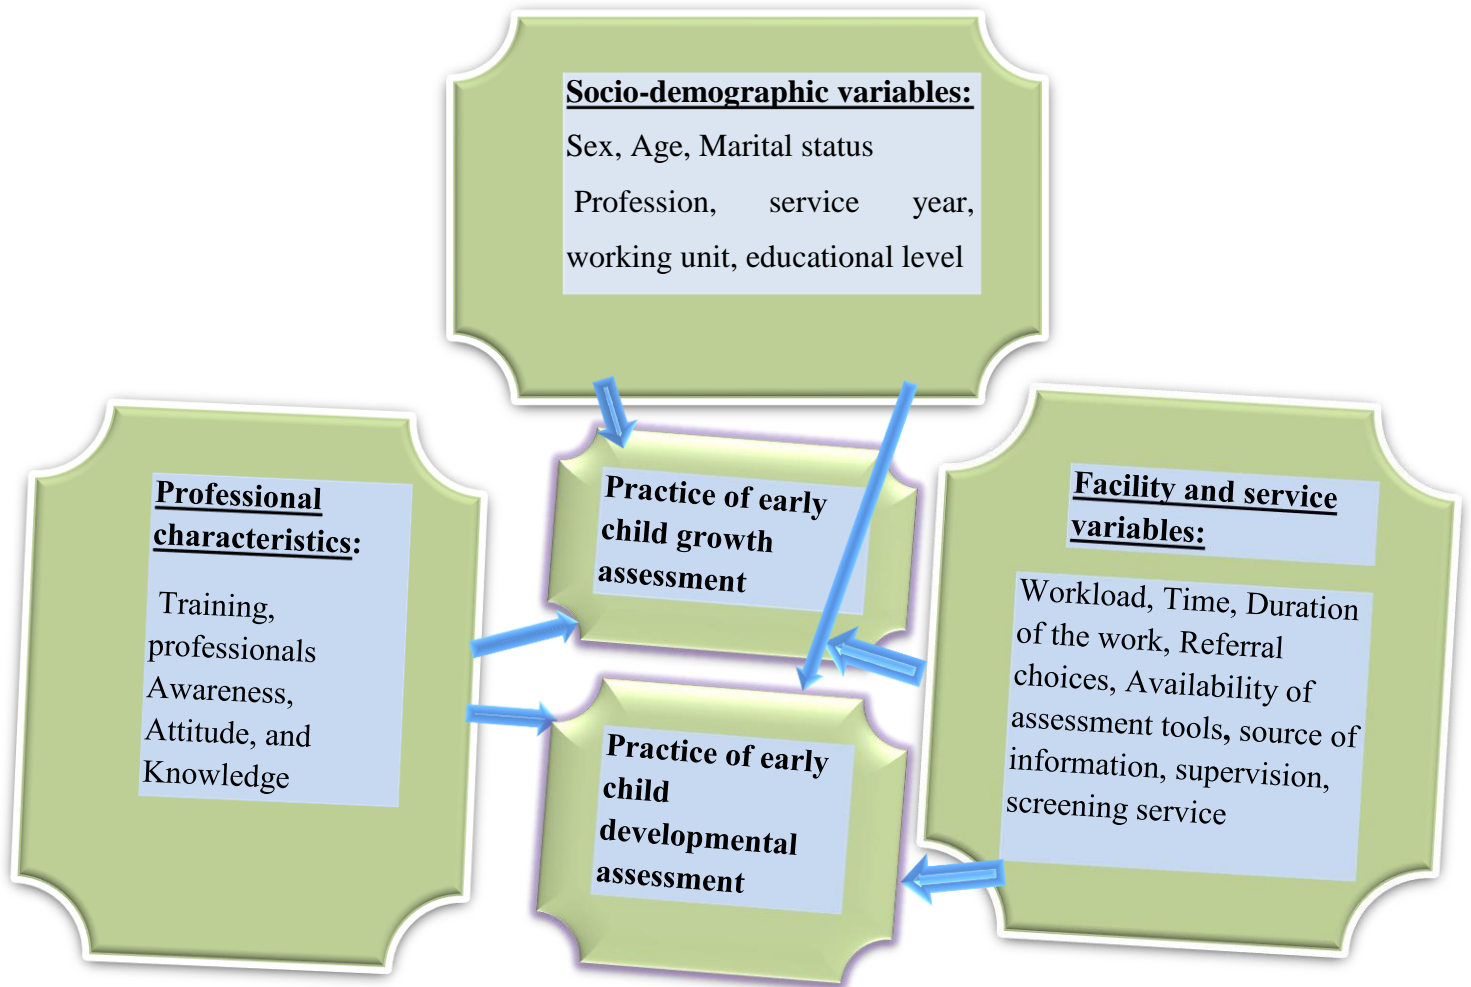 Socio-demographic variables:
Sex, Age, Marital status
Profession, service year,
working unit, educational level
Professional
characteristics:
Training,
professionals
Awareness,
Attitude, and
Knowledge
Practice of early
child growth
assessment
Practice of early
child
developmental
assessment
Facility and service
variables:
Workload, Time, Duration
of the work, Referral
choices, Availability of
assessment tools, source of
information, supervision,
screening service